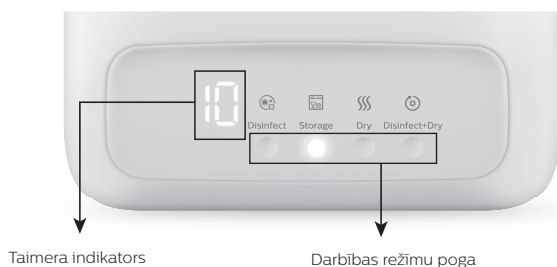 10
Disinfect Storage Dry Disinfect+Dry
Taimera indikators
Darbības režīmu poga